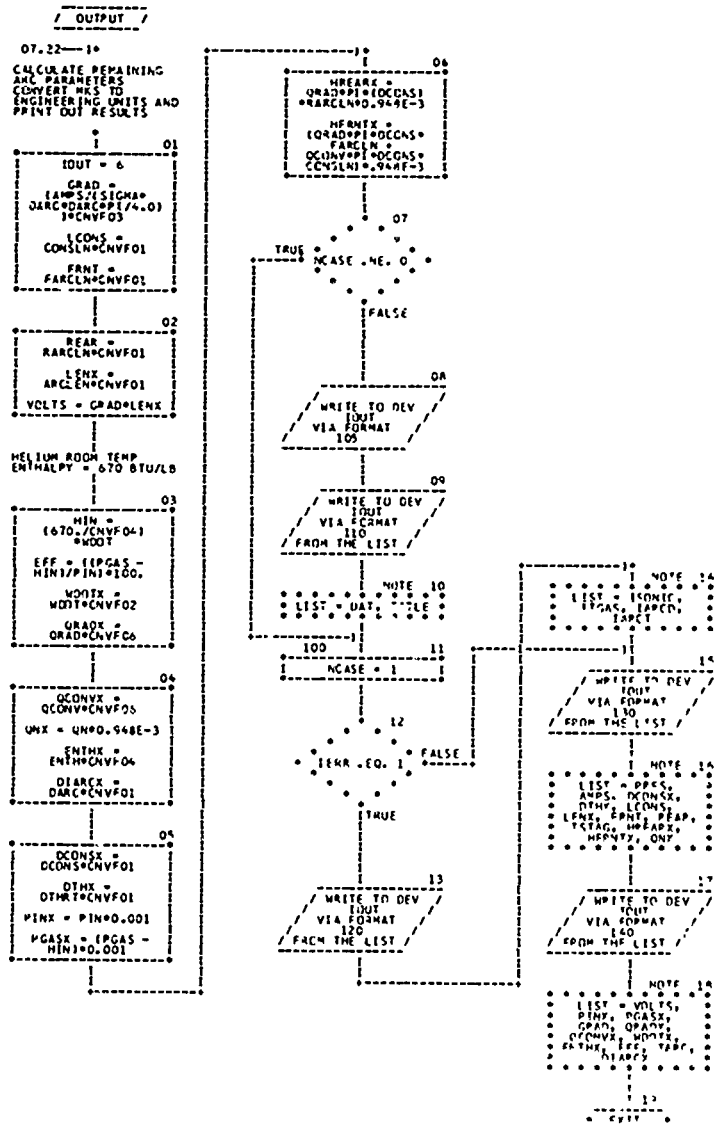 / OUTPUT /
07.22---1*
CALCULATE REMAINING
ARC PARAMETERS
CONVERT MKS TO
ENGINEERING UNITS AND
PRINT OUT RESULTS
01
IOUT = 6
GRAD =
(AMPS/(SIGMA*
DARC*DARC*PI/4.0)
)*CNVF03
LCONS =
CONSLN*CNVF01
FRNT =
FARCLN*CNVF01
02
REAR =
RARCLN*CNVF01
LENX =
ARCLEN*CNVF01
VOLTS = GRAD*LENX
HELIUM ROOM TEMP
ENTHALPY = 670 BTU/LB
03
HIN =
(670./CNVF04)
*WDOT
EFF = ((PGAS -
HIN)/PIN)*100.
WDOTX =
WDOT*CNVF02
QRADX =
QRAD*CNVF06
04
QCONVX =
QCONV*CNVF06
QNX = QN*0.948E-3
ENTHX =
ENTH*CNVF04
DIARCX =
DARC*CNVF01
05
DCONSX =
DCONS*CNVF01
DTHX =
DTHRT*CNVF01
PINX = PIN*0.001
PGASX = (PGAS -
HIN)*0.001
06
HREARX =
QRAD*PI*(DCONS)
*RARCLN*0.948E-3
HFRNTX =
(QRAD*PI*DCONS*
FARCLN +
QCONV*PI*DCONS*
CONSLN)*.948E-3
07
TRUE
NCASE .NE. 0
FALSE
08
WRITE TO DEV
IOUT
VIA FORMAT
105
09
WRITE TO DEV
IOUT
VIA FORMAT
110
FROM THE LIST
NOTE 10
LIST = DAT, TITLE
100
11
NCASE = 1
12
IERR .EQ. 1
FALSE
TRUE
13
WRITE TO DEV
IOUT
VIA FORMAT
120
FROM THE LIST
NOTE 14
LIST = ISONIC,
ITGAS, IARCD,
IARCT
15
WRITE TO DEV
IOUT
VIA FORMAT
130
FROM THE LIST
NOTE 16
LIST = PRES,
AMPS, DCONSX,
DTHX, LCONS,
LENX, FRNT, REAR,
TSTAG, HREARX,
HFRNTX, QNX
17
WRITE TO DEV
IOUT
VIA FORMAT
140
FROM THE LIST
NOTE 18
LIST = VOLTS,
PINX, PGASX,
GRAD, QRADX,
QCONVX, WDOTX,
ENTHX, EFF, TARC,
DIARCX
19
EXIT